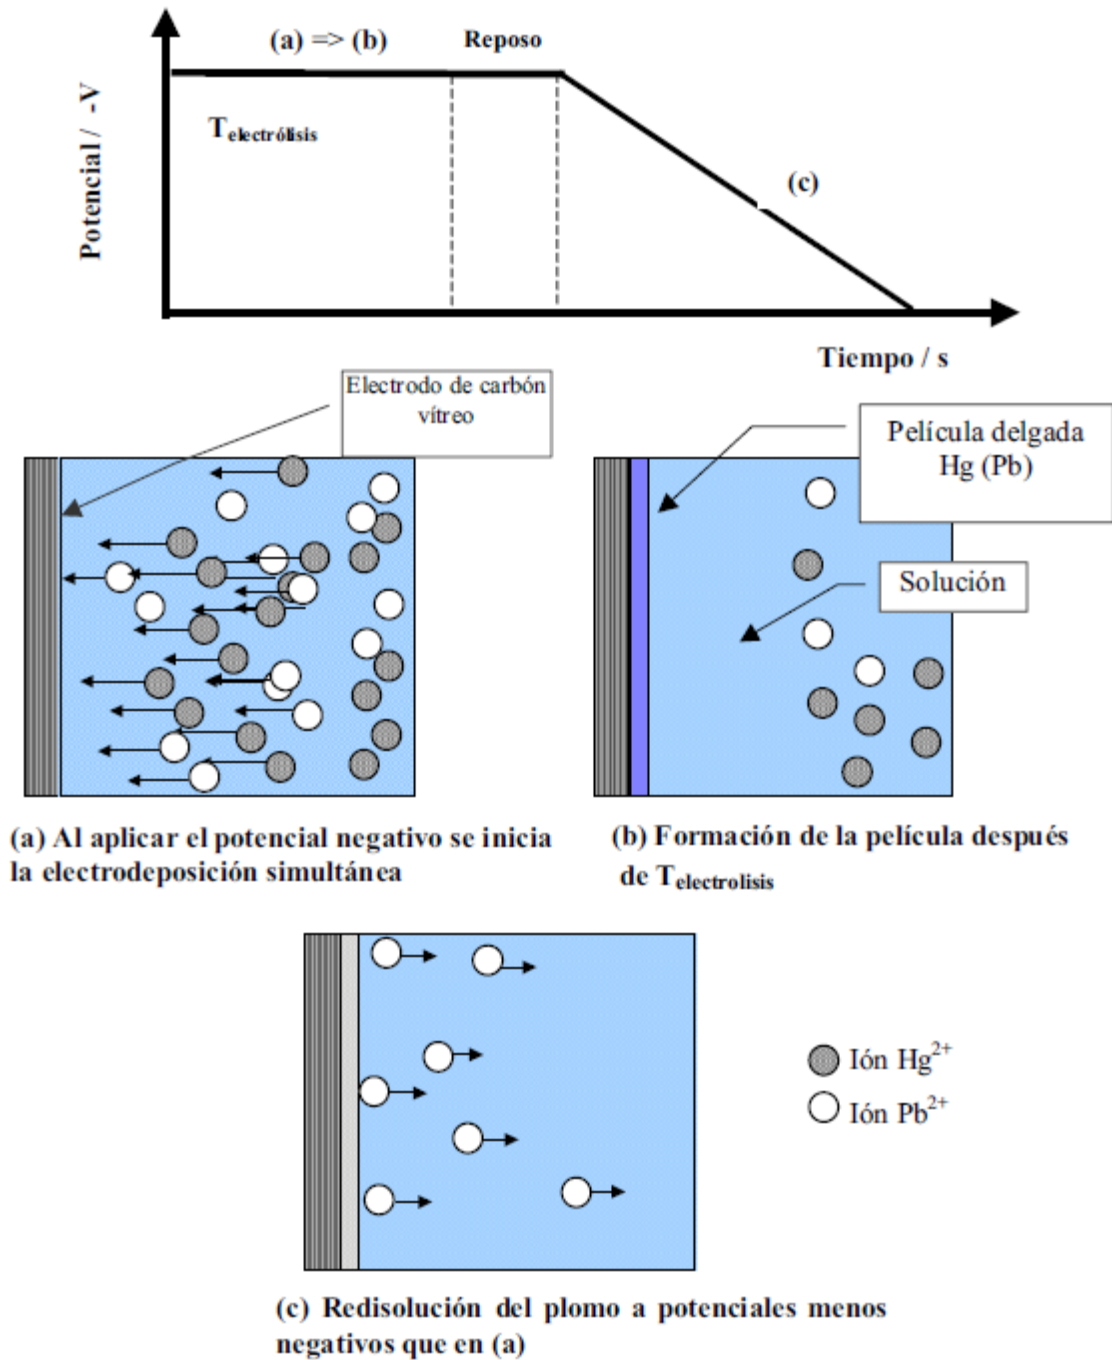 (a) => (b)
Reposo
Potencial / -V
Telectrólisis
(c)
Tiempo / s
Electrodo de carbón
vítreo
Película delgada
Hg (Pb)
Solución
(a) Al aplicar el potencial negativo se inicia
la electrodeposición simultánea
(b) Formación de la película después
de Telectrolisis
Ión Hg2+
Ión Pb2+
(c) Redisolución del plomo a potenciales menos
negativos que en (a)